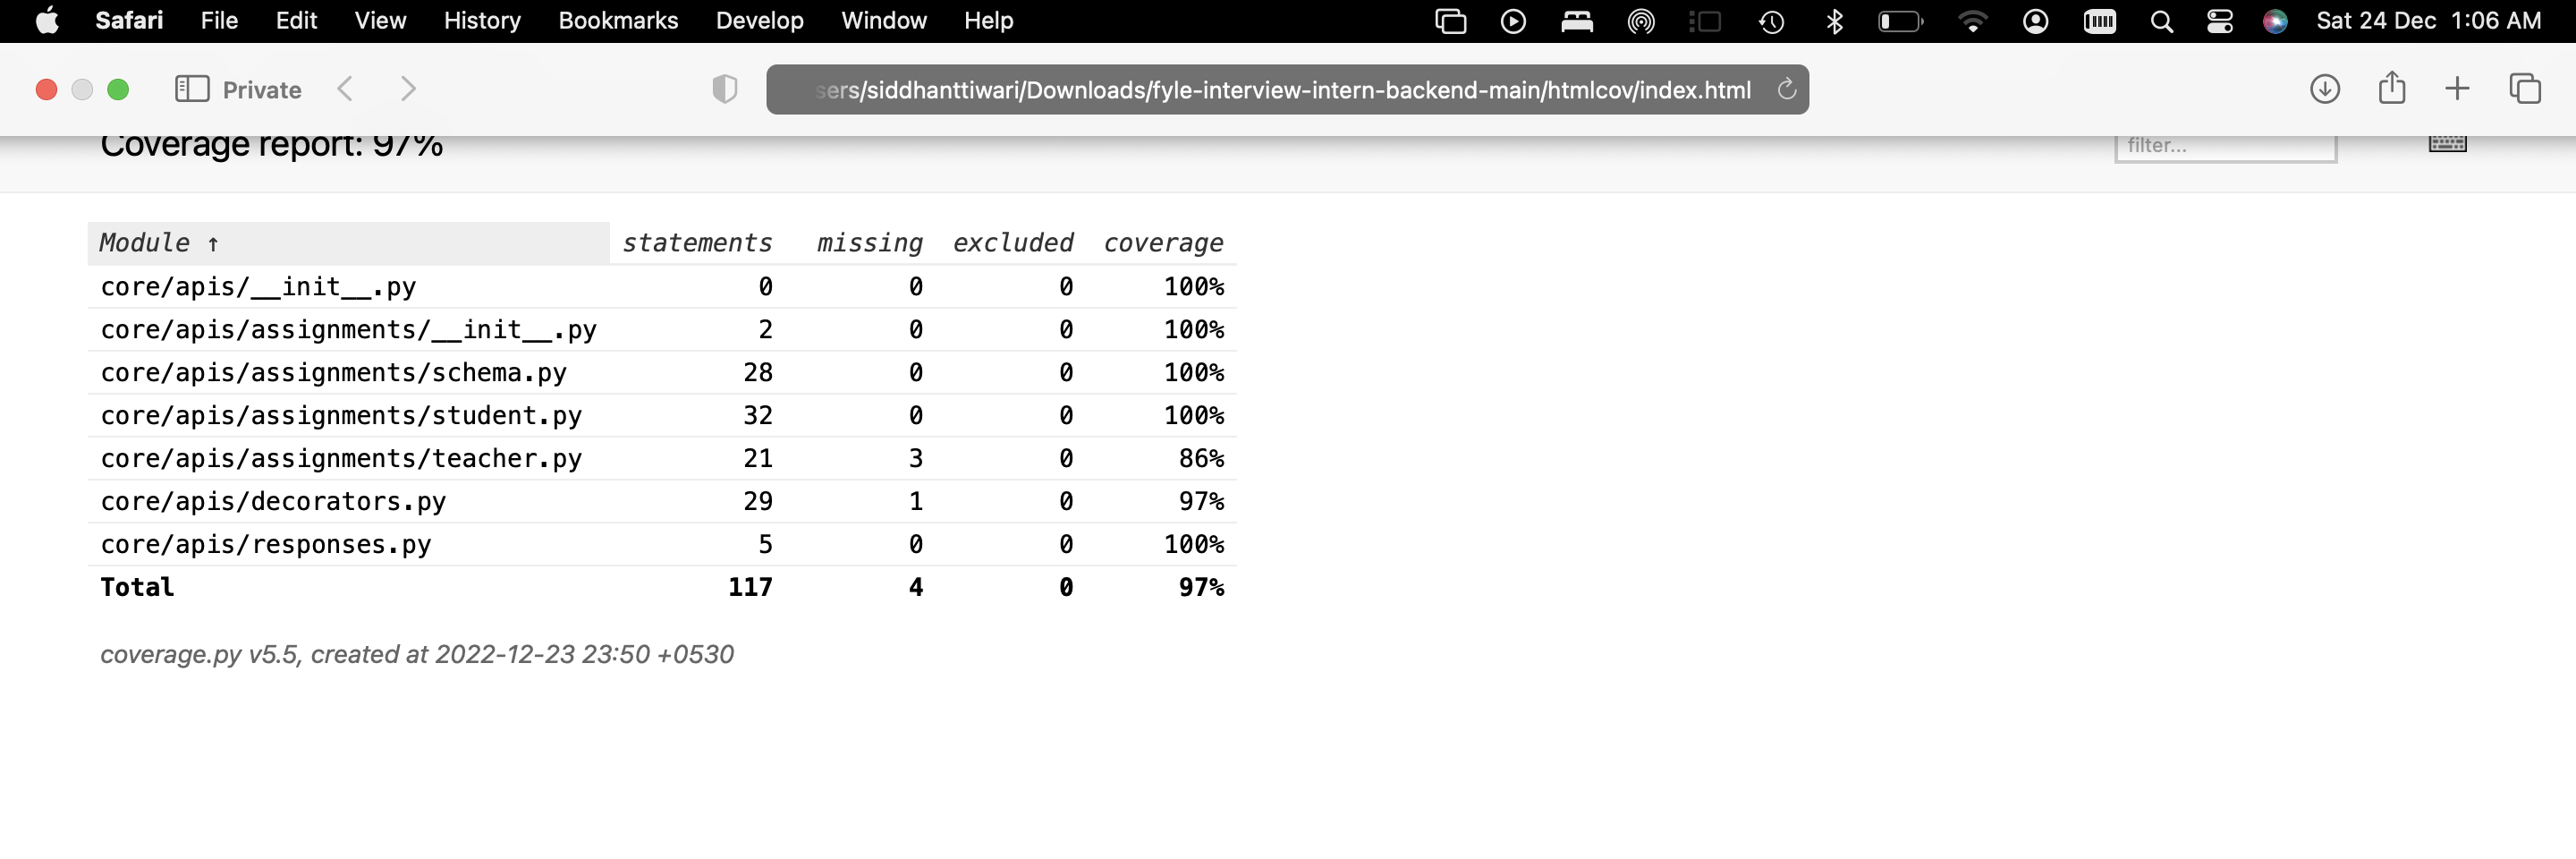 Safari File Edit View History Bookmarks Develop Window Help Sat 24 Dec 1:06 AM
Private sers/siddhanttiwari/Downloads/fyle-interview-intern-backend-main/htmlcov/index.html
Coverage report: 97% filter...
Module ↑ statements missing excluded coverage
core/apis/__init__.py 0 0 0 100%
core/apis/assignments/__init__.py 2 0 0 100%
core/apis/assignments/schema.py 28 0 0 100%
core/apis/assignments/student.py 32 0 0 100%
core/apis/assignments/teacher.py 21 3 0 86%
core/apis/decorators.py 29 1 0 97%
core/apis/responses.py 5 0 0 100%
Total 117 4 0 97%
coverage.py v5.5, created at 2022-12-23 23:50 +0530